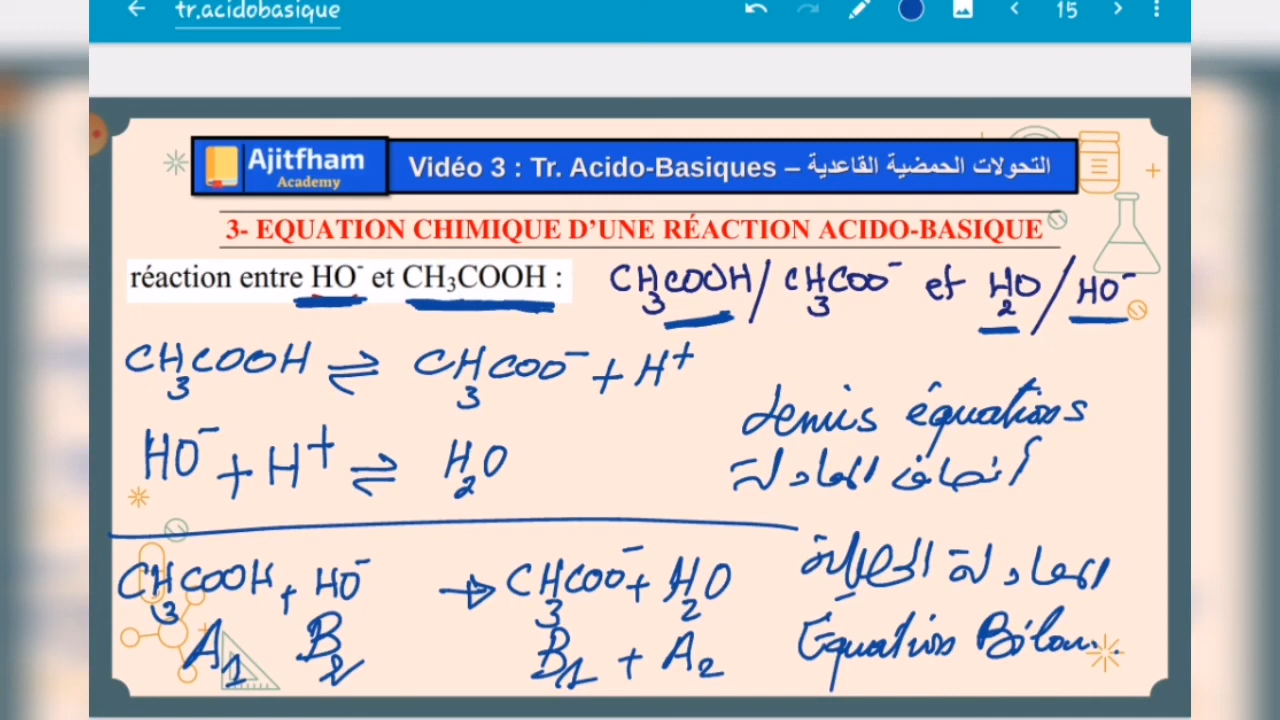 tr.acidobasique
15
Ajitfham
Academy
Vidéo 3 : Tr. Acido-Basiques – التحولات الحمضية القاعدية
3- EQUATION CHIMIQUE D’UNE RÉACTION ACIDO-BASIQUE
réaction entre HO⁻ et CH₃COOH :
CH₃COOH / CH₃COO⁻ et H₂O / HO⁻
CH₃COOH ⇌ CH₃COO⁻ + H⁺
HO⁻ + H⁺ ⇌ H₂O
demis équations
أنصاف المعادلة
CH₃COOH + HO⁻ → CH₃COO⁻ + H₂O
A₁ B₂ B₁ + A₂
المعادلة الحصيلة
Equation Bilan.